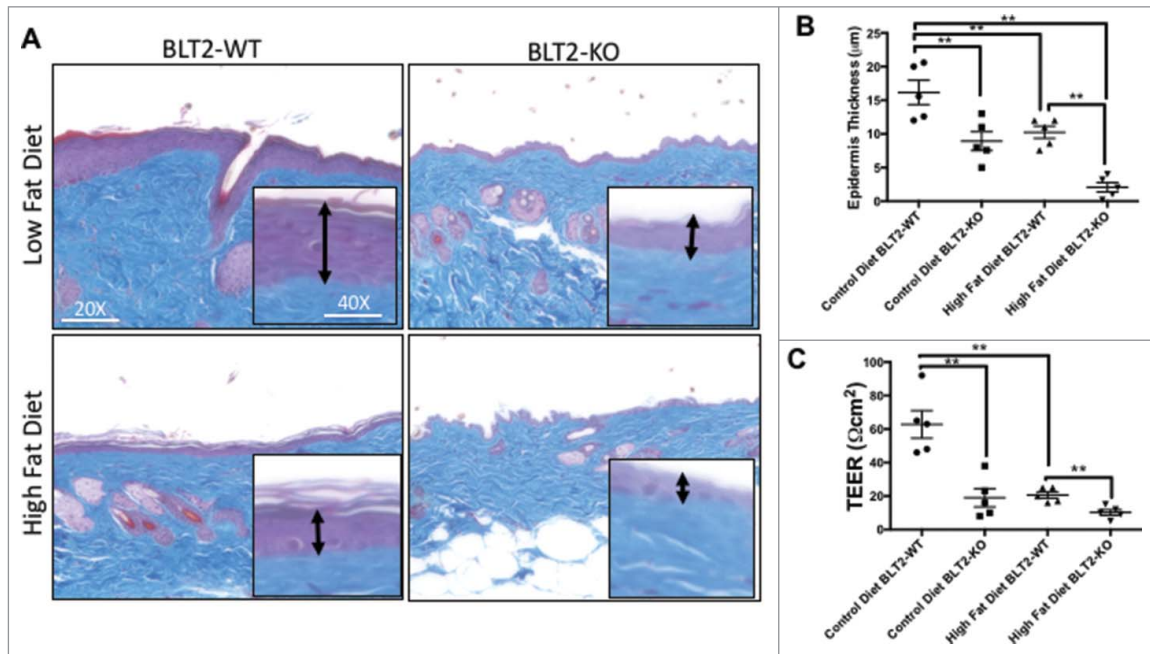 A
BLT2-WT
BLT2-KO
Low Fat Diet
20X
40X
High Fat Diet
B
**
**
**
**
Epidermis Thickness (μm)
25
20
15
10
5
0
Control Diet BLT2-WT
Control Diet BLT2-KO
High Fat Diet BLT2-WT
High Fat Diet BLT2-KO
C
**
**
**
TEER (Ωcm²)
100
80
60
40
20
0
Control Diet BLT2-WT
Control Diet BLT2-KO
High Fat Diet BLT2-WT
High Fat Diet BLT2-KO